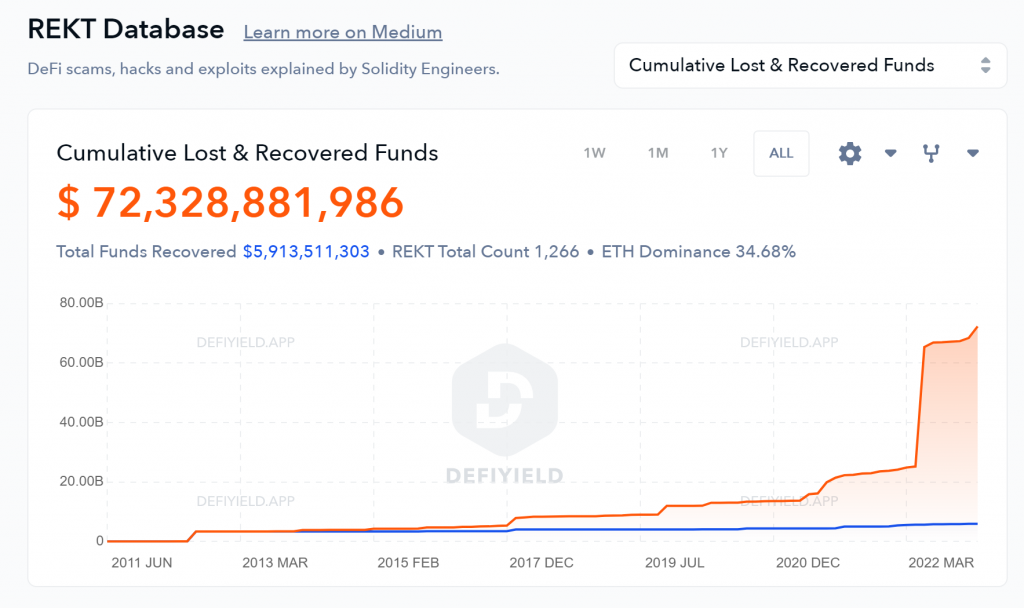 REKT Database Learn more on Medium
DeFi scams, hacks and exploits explained by Solidity Engineers.
Cumulative Lost & Recovered Funds
Cumulative Lost & Recovered Funds
1W 1M 1Y ALL
$ 72,328,881,986
Total Funds Recovered $5,913,511,303 • REKT Total Count 1,266 • ETH Dominance 34.68%
80.00B
DEFIYIELD.APP DEFIYIELD.APP
60.00B
40.00B
DEFIYIELD
20.00B
DEFIYIELD.APP DEFIYIELD.APP
0
2011 JUN 2013 MAR 2015 FEB 2017 DEC 2019 JUL 2020 DEC 2022 MAR